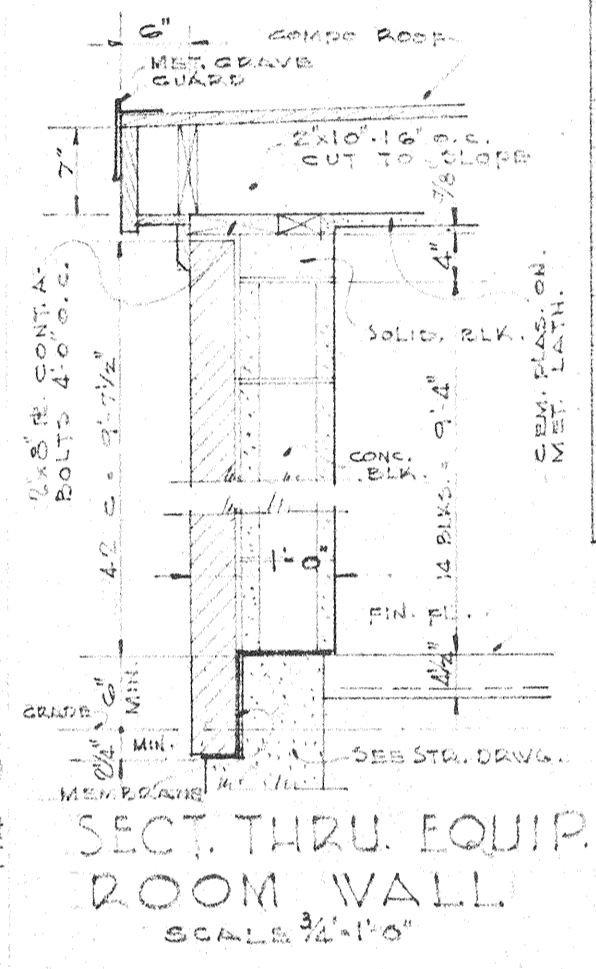 6"
COMPO ROOF
MET. GRAVE
GUARD
7"
2"x10"-16" O.C.
CUT TO SLOPE
7/8
4"
SOLID. BLK.
CEM. PLAS. ON.
MET. LATH.
2"x8" PL. CONT. A-
BOLTS 4'-0" O.C.
42 C = 9'-7 1/2"
CONC.
BLK.
14 BLKS. = 9'-4"
1'-0"
FIN. FL.
4 1/2"
6"
MIN.
GRADE
2 1/4"
MIN.
SEE STR. DRWG.
MEMBRANE
SECT. THRU. EQUIP.
ROOM WALL
SCALE 3/4"-1'-0"